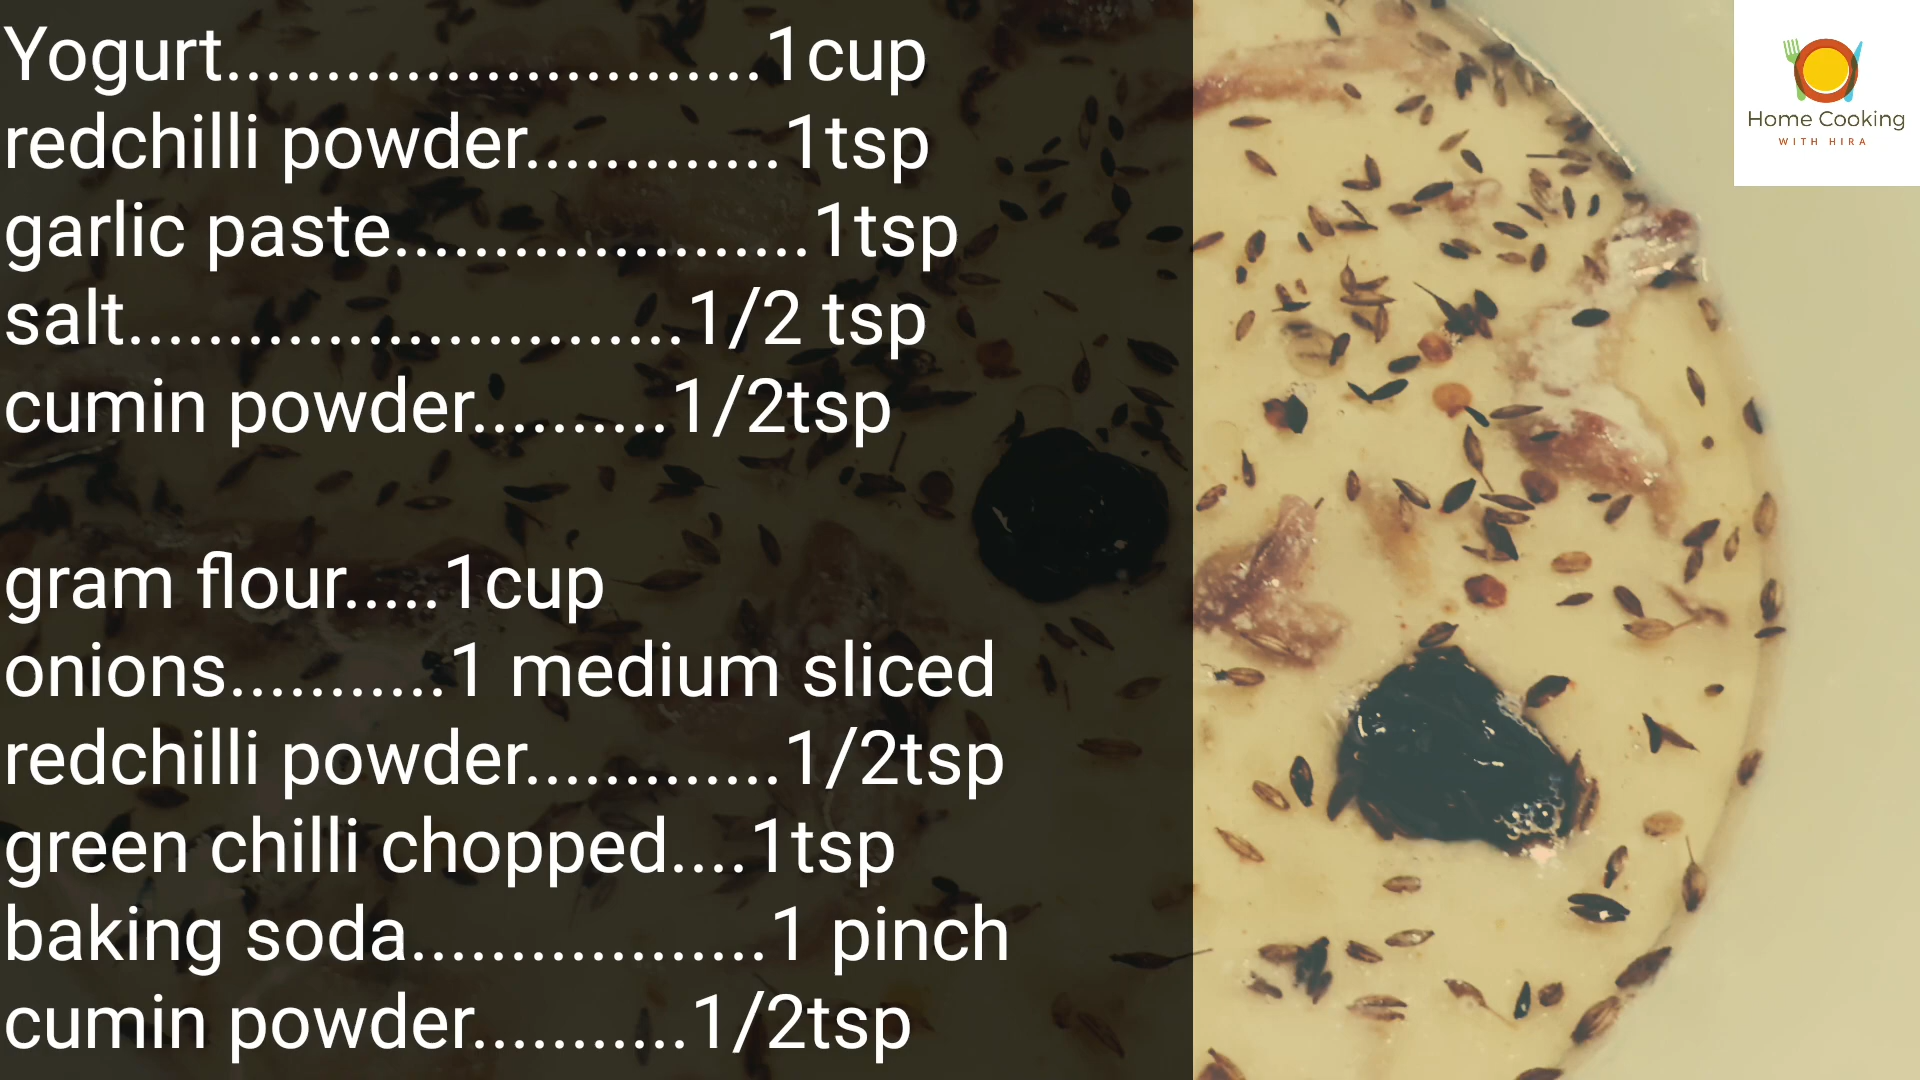 Yogurt...........................1cup
redchilli powder.............1tsp
garlic paste.....................1tsp
salt............................1/2 tsp
cumin powder..........1/2tsp
gram flour.....1cup
onions...........1 medium sliced
redchilli powder.............1/2tsp
green chilli chopped....1tsp
baking soda..................1 pinch
cumin powder...........1/2tsp
Home Cooking
WITH HIRA